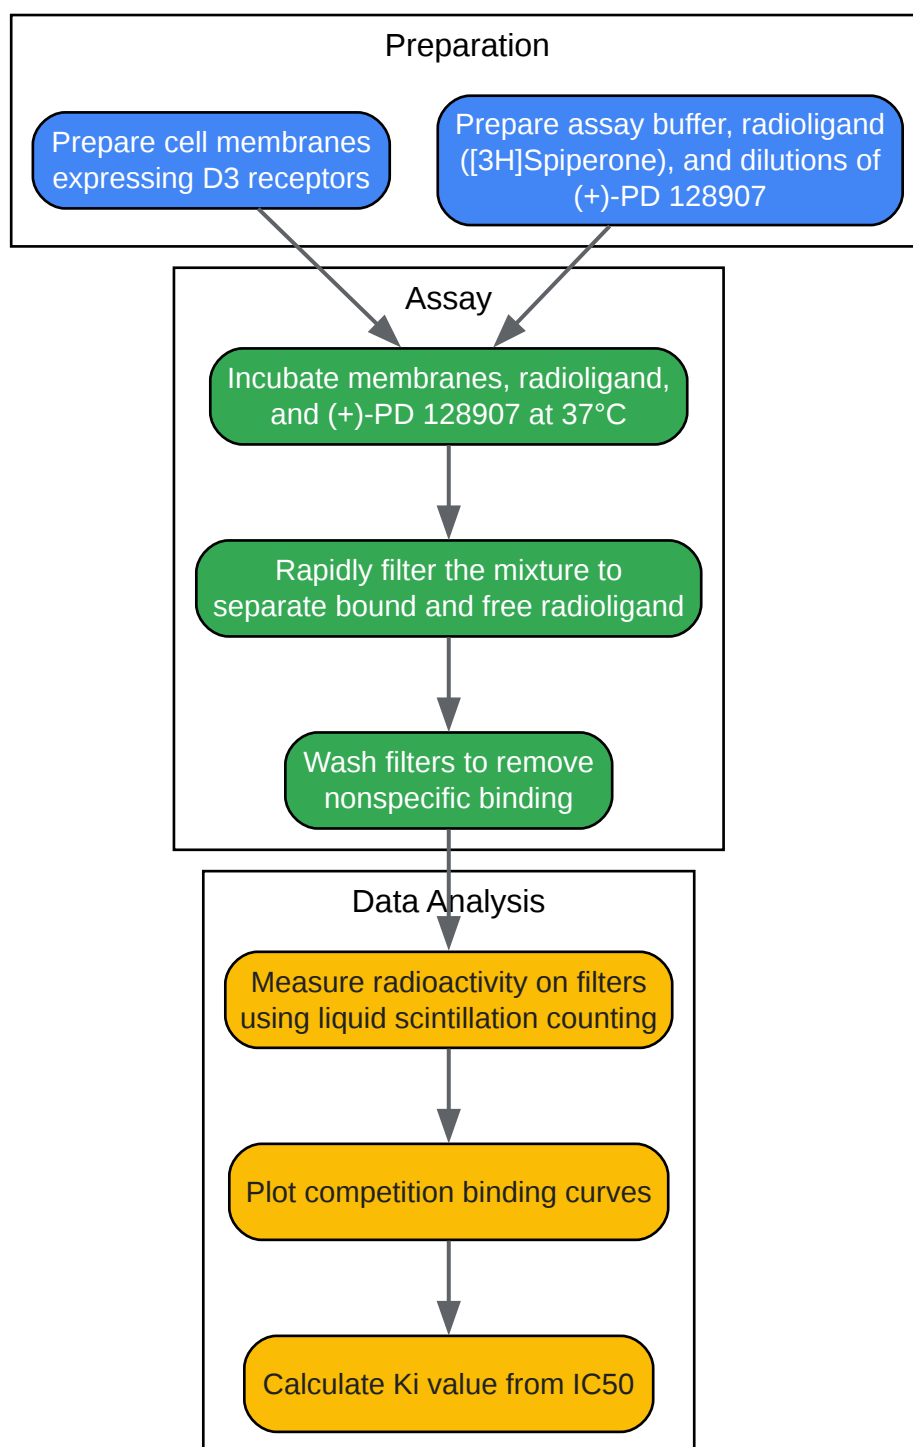 Preparation
Prepare cell membranes
expressing D3 receptors
Prepare assay buffer, radioligand
([3H]Spiperone), and dilutions of
(+)-PD 128907
Assay
Incubate membranes, radioligand,
and (+)-PD 128907 at 37°C
Rapidly filter the mixture to
separate bound and free radioligand
Wash filters to remove
nonspecific binding
Data Analysis
Measure radioactivity on filters
using liquid scintillation counting
Plot competition binding curves
Calculate Ki value from IC50